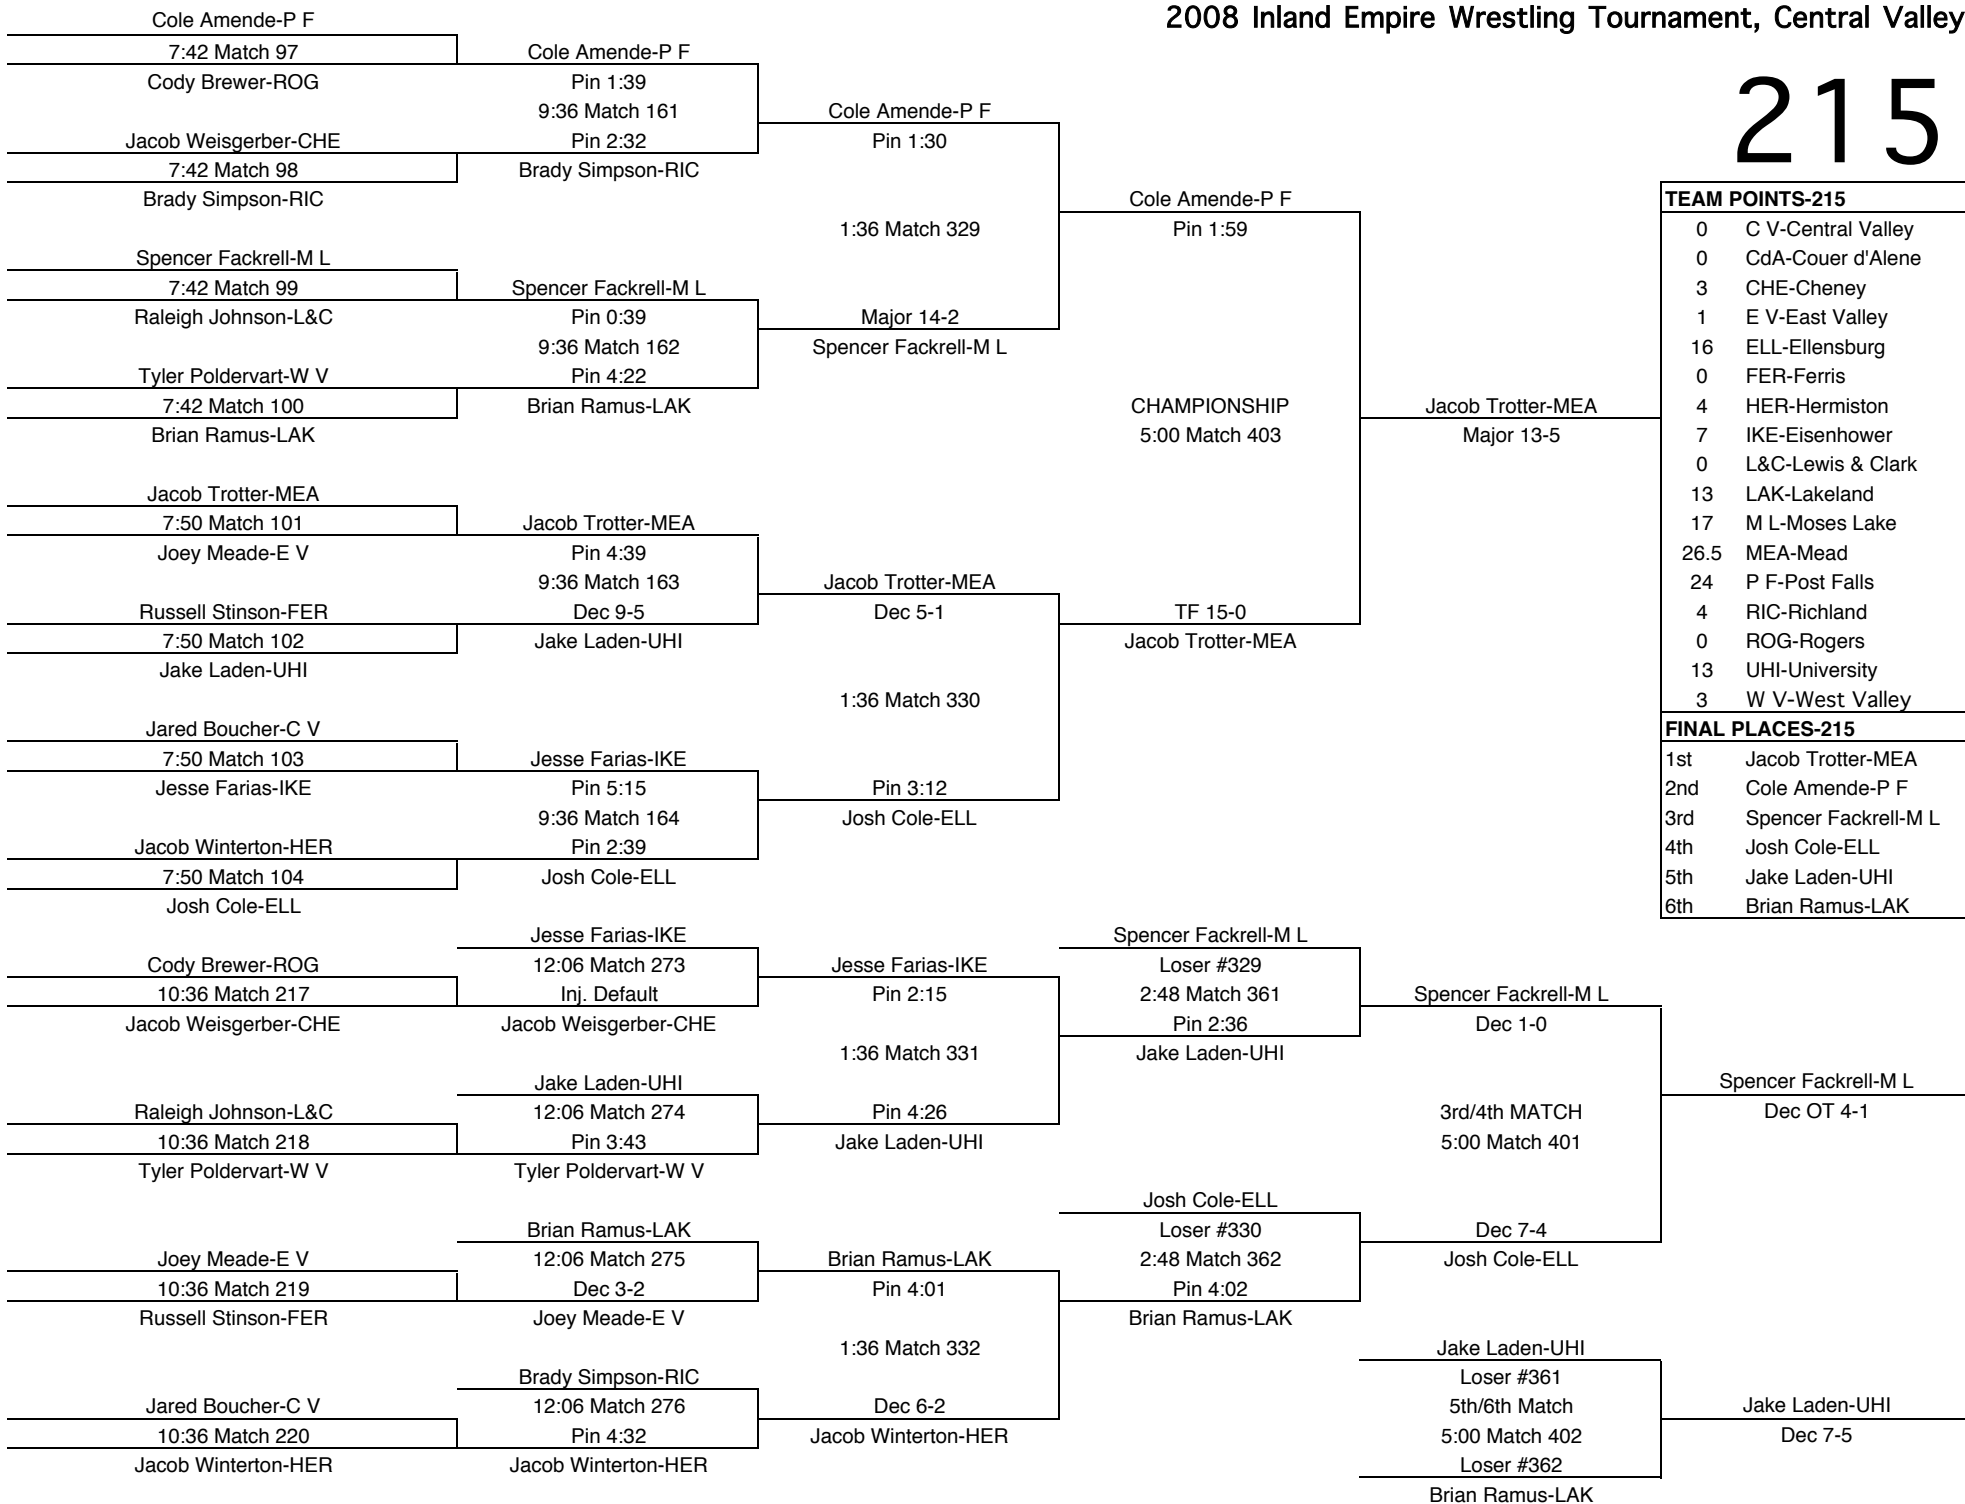 2008 Inland Empire Wrestling Tournament, Central Valley
215
Cole Amende-P F
7:42 Match 97
Cody Brewer-ROG
Jacob Weisgerber-CHE
7:42 Match 98
Brady Simpson-RIC
Spencer Fackrell-M L
7:42 Match 99
Raleigh Johnson-L&C
Tyler Poldervart-W V
7:42 Match 100
Brian Ramus-LAK
Jacob Trotter-MEA
7:50 Match 101
Joey Meade-E V
Russell Stinson-FER
7:50 Match 102
Jake Laden-UHI
Jared Boucher-C V
7:50 Match 103
Jesse Farias-IKE
Jacob Winterton-HER
7:50 Match 104
Josh Cole-ELL
Cole Amende-P F
Pin 1:39
9:36 Match 161
Pin 2:32
Brady Simpson-RIC
Spencer Fackrell-M L
Pin 0:39
9:36 Match 162
Pin 4:22
Brian Ramus-LAK
Jacob Trotter-MEA
Pin 4:39
9:36 Match 163
Dec 9-5
Jake Laden-UHI
Jesse Farias-IKE
Pin 5:15
9:36 Match 164
Pin 2:39
Josh Cole-ELL
Cole Amende-P F
Pin 1:30
1:36 Match 329
Major 14-2
Spencer Fackrell-M L
Jacob Trotter-MEA
Dec 5-1
1:36 Match 330
Pin 3:12
Josh Cole-ELL
Cole Amende-P F
Pin 1:59
CHAMPIONSHIP
5:00 Match 403
TF 15-0
Jacob Trotter-MEA
Jacob Trotter-MEA
Major 13-5
TEAM POINTS-215
0 C V-Central Valley
0 CdA-Couer d'Alene
3 CHE-Cheney
1 E V-East Valley
16 ELL-Ellensburg
0 FER-Ferris
4 HER-Hermiston
7 IKE-Eisenhower
0 L&C-Lewis & Clark
13 LAK-Lakeland
17 M L-Moses Lake
26.5 MEA-Mead
24 P F-Post Falls
4 RIC-Richland
0 ROG-Rogers
13 UHI-University
3 W V-West Valley
FINAL PLACES-215
1st Jacob Trotter-MEA
2nd Cole Amende-P F
3rd Spencer Fackrell-M L
4th Josh Cole-ELL
5th Jake Laden-UHI
6th Brian Ramus-LAK
Cody Brewer-ROG
10:36 Match 217
Jacob Weisgerber-CHE
Raleigh Johnson-L&C
10:36 Match 218
Tyler Poldervart-W V
Joey Meade-E V
10:36 Match 219
Russell Stinson-FER
Jared Boucher-C V
10:36 Match 220
Jacob Winterton-HER
Jesse Farias-IKE
12:06 Match 273
Inj. Default
Jacob Weisgerber-CHE
Jake Laden-UHI
12:06 Match 274
Pin 3:43
Tyler Poldervart-W V
Brian Ramus-LAK
12:06 Match 275
Dec 3-2
Joey Meade-E V
Brady Simpson-RIC
12:06 Match 276
Pin 4:32
Jacob Winterton-HER
Jesse Farias-IKE
Pin 2:15
1:36 Match 331
Pin 4:26
Jake Laden-UHI
Brian Ramus-LAK
Pin 4:01
1:36 Match 332
Dec 6-2
Jacob Winterton-HER
Spencer Fackrell-M L
Loser #329
2:48 Match 361
Pin 2:36
Jake Laden-UHI
Josh Cole-ELL
Loser #330
2:48 Match 362
Pin 4:02
Brian Ramus-LAK
Spencer Fackrell-M L
Dec 1-0
3rd/4th MATCH
5:00 Match 401
Dec 7-4
Josh Cole-ELL
Spencer Fackrell-M L
Dec OT 4-1
Jake Laden-UHI
Loser #361
5th/6th Match
5:00 Match 402
Loser #362
Brian Ramus-LAK
Jake Laden-UHI
Dec 7-5